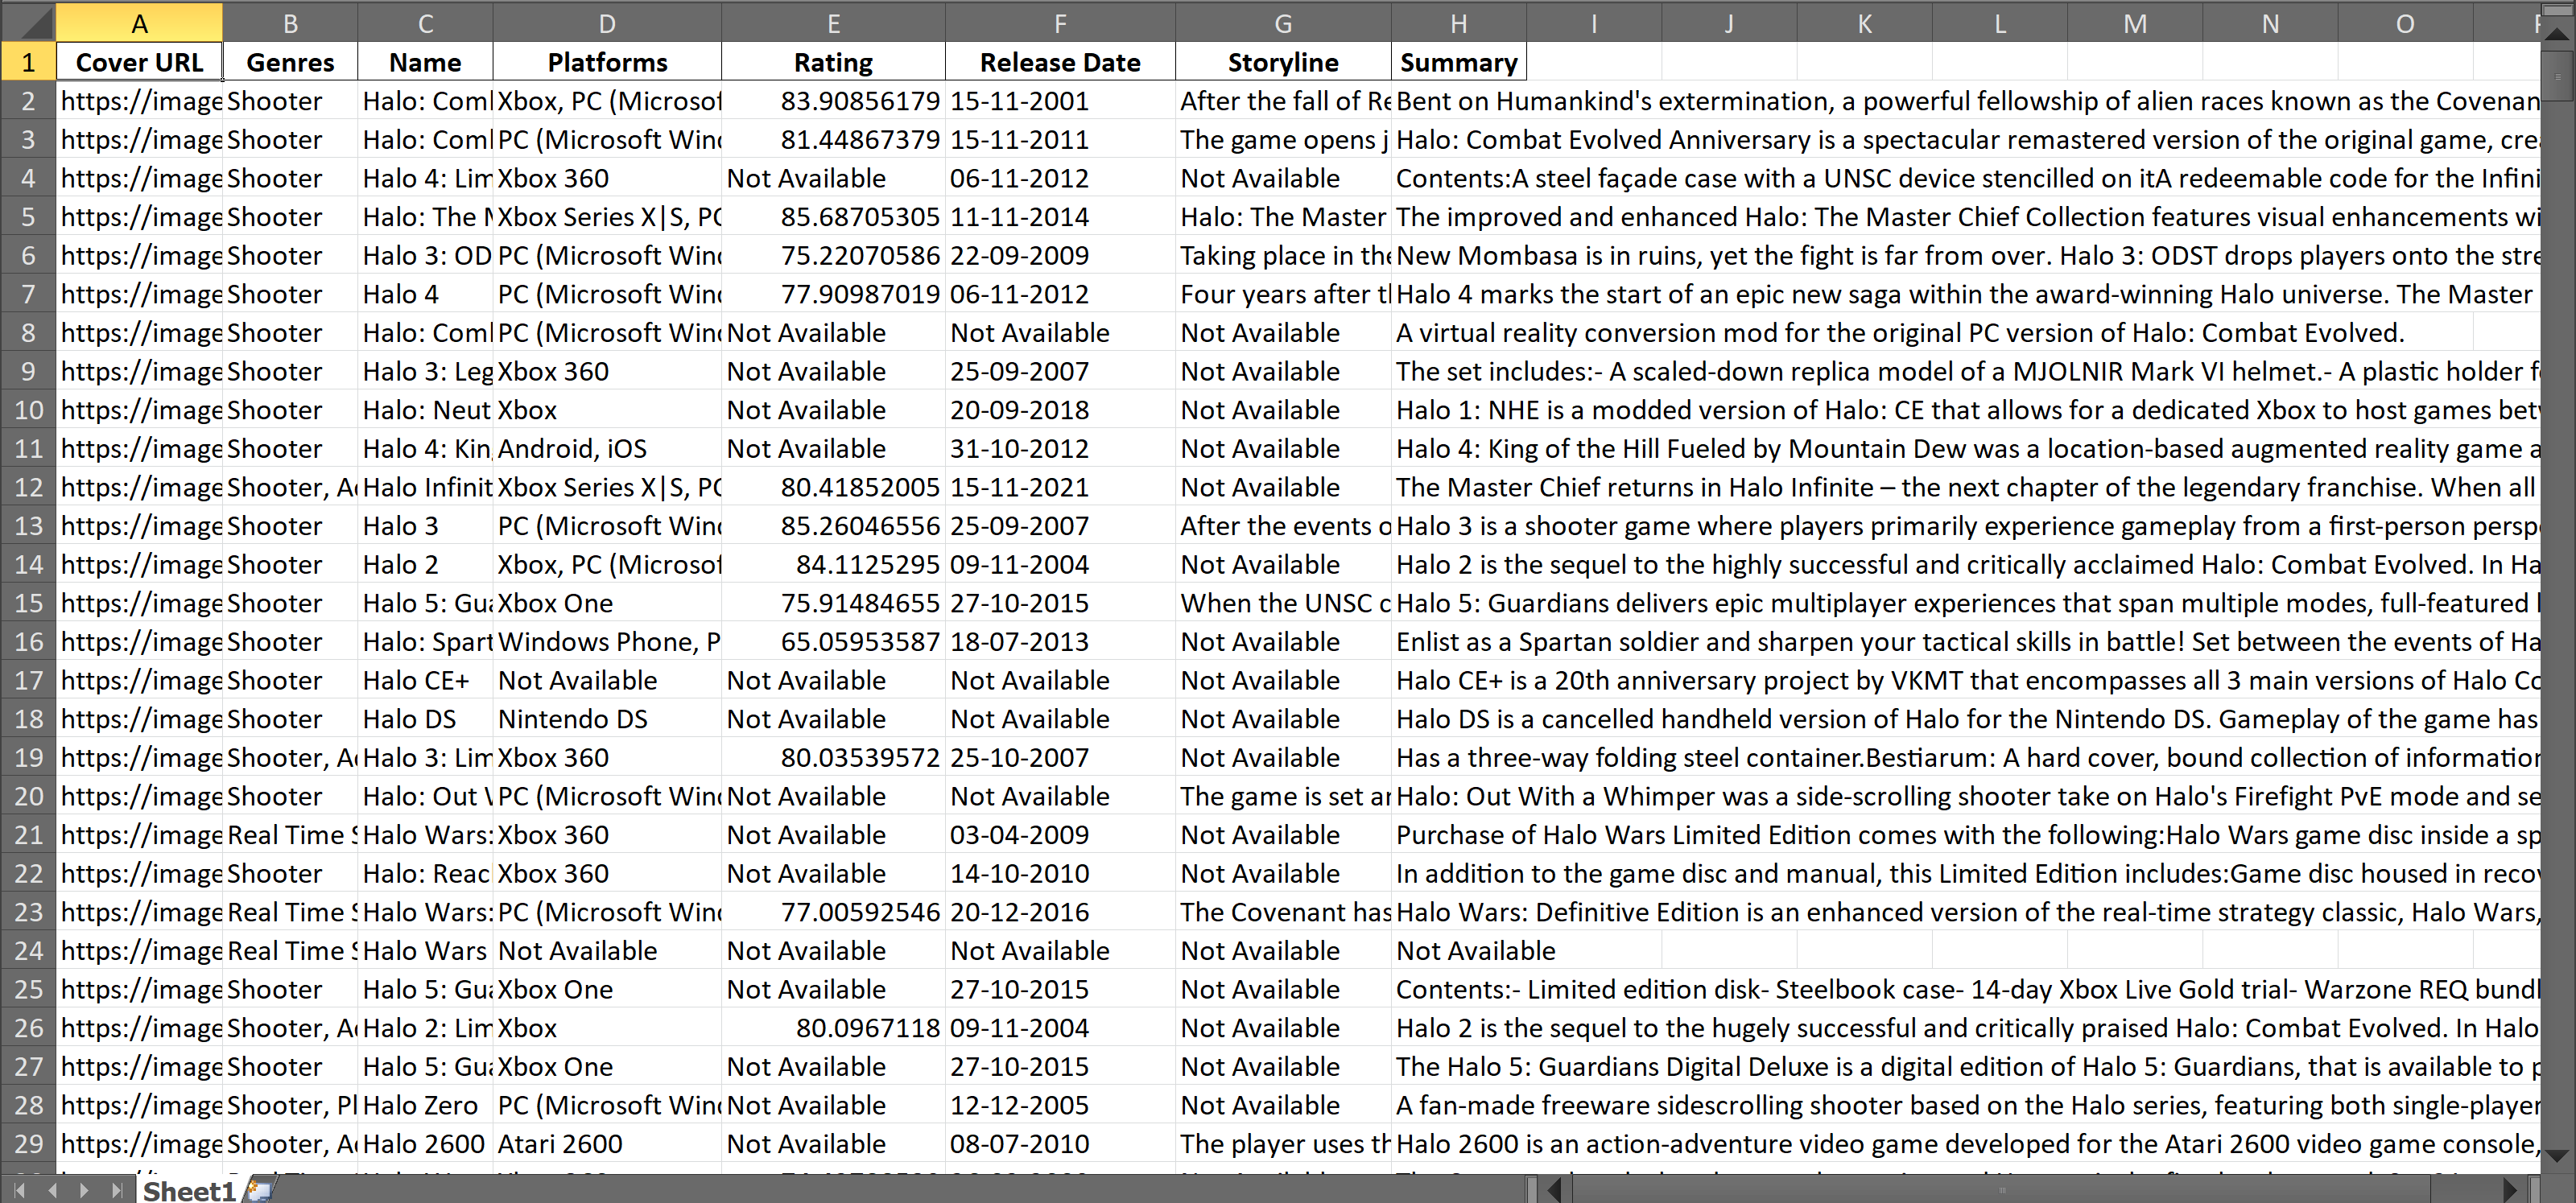 A B C D E F G H I J K L M N O
1 Cover URL Genres Name Platforms Rating Release Date Storyline Summary
2 https://image Shooter Halo: Coml Xbox, PC (Microsof 83.90856179 15-11-2001 After the fall of Re Bent on Humankind's extermination, a powerful fellowship of alien races known as the Covenan
3 https://image Shooter Halo: Coml PC (Microsoft Wind 81.44867379 15-11-2011 The game opens j Halo: Combat Evolved Anniversary is a spectacular remastered version of the original game, crea
4 https://image Shooter Halo 4: Lim Xbox 360 Not Available 06-11-2012 Not Available Contents:A steel façade case with a UNSC device stencilled on itA redeemable code for the Infini
5 https://image Shooter Halo: The M Xbox Series X|S, PC 85.68705305 11-11-2014 Halo: The Master The improved and enhanced Halo: The Master Chief Collection features visual enhancements wi
6 https://image Shooter Halo 3: OD PC (Microsoft Wind 75.22070586 22-09-2009 Taking place in the New Mombasa is in ruins, yet the fight is far from over. Halo 3: ODST drops players onto the stre
7 https://image Shooter Halo 4 PC (Microsoft Wind 77.90987019 06-11-2012 Four years after tl Halo 4 marks the start of an epic new saga within the award-winning Halo universe. The Master
8 https://image Shooter Halo: Coml PC (Microsoft Wind Not Available Not Available Not Available A virtual reality conversion mod for the original PC version of Halo: Combat Evolved.
9 https://image Shooter Halo 3: Leg Xbox 360 Not Available 25-09-2007 Not Available The set includes:- A scaled-down replica model of a MJOLNIR Mark VI helmet.- A plastic holder fo
10 https://image Shooter Halo: Neut Xbox Not Available 20-09-2018 Not Available Halo 1: NHE is a modded version of Halo: CE that allows for a dedicated Xbox to host games betw
11 https://image Shooter Halo 4: Kin Android, iOS Not Available 31-10-2012 Not Available Halo 4: King of the Hill Fueled by Mountain Dew was a location-based augmented reality game a
12 https://image Shooter, Ad Halo Infinit Xbox Series X|S, PC 80.41852005 15-11-2021 Not Available The Master Chief returns in Halo Infinite – the next chapter of the legendary franchise. When all
13 https://image Shooter Halo 3 PC (Microsoft Wind 85.26046556 25-09-2007 After the events o Halo 3 is a shooter game where players primarily experience gameplay from a first-person perspe
14 https://image Shooter Halo 2 Xbox, PC (Microsof 84.1125295 09-11-2004 Not Available Halo 2 is the sequel to the highly successful and critically acclaimed Halo: Combat Evolved. In Ha
15 https://image Shooter Halo 5: Gua Xbox One 75.91484655 27-10-2015 When the UNSC c Halo 5: Guardians delivers epic multiplayer experiences that span multiple modes, full-featured l
16 https://image Shooter Halo: Spart Windows Phone, P 65.05953587 18-07-2013 Not Available Enlist as a Spartan soldier and sharpen your tactical skills in battle! Set between the events of Ha
17 https://image Shooter Halo CE+ Not Available Not Available Not Available Not Available Halo CE+ is a 20th anniversary project by VKMT that encompasses all 3 main versions of Halo Co
18 https://image Shooter Halo DS Nintendo DS Not Available Not Available Not Available Halo DS is a cancelled handheld version of Halo for the Nintendo DS. Gameplay of the game has
19 https://image Shooter, Ad Halo 3: Lim Xbox 360 80.03539572 25-10-2007 Not Available Has a three-way folding steel container.Bestiarum: A hard cover, bound collection of information
20 https://image Shooter Halo: Out W PC (Microsoft Wind Not Available Not Available The game is set ar Halo: Out With a Whimper was a side-scrolling shooter take on Halo's Firefight PvE mode and se
21 https://image Real Time S Halo Wars: Xbox 360 Not Available 03-04-2009 Not Available Purchase of Halo Wars Limited Edition comes with the following:Halo Wars game disc inside a sp
22 https://image Shooter Halo: Reac Xbox 360 Not Available 14-10-2010 Not Available In addition to the game disc and manual, this Limited Edition includes:Game disc housed in recov
23 https://image Real Time S Halo Wars: PC (Microsoft Wind 77.00592546 20-12-2016 The Covenant has Halo Wars: Definitive Edition is an enhanced version of the real-time strategy classic, Halo Wars,
24 https://image Real Time S Halo Wars Not Available Not Available Not Available Not Available Not Available
25 https://image Shooter Halo 5: Gua Xbox One Not Available 27-10-2015 Not Available Contents:- Limited edition disk- Steelbook case- 14-day Xbox Live Gold trial- Warzone REQ bundl
26 https://image Shooter, Ad Halo 2: Lim Xbox 80.0967118 09-11-2004 Not Available Halo 2 is the sequel to the hugely successful and critically praised Halo: Combat Evolved. In Halo
27 https://image Shooter Halo 5: Gua Xbox One Not Available 27-10-2015 Not Available The Halo 5: Guardians Digital Deluxe is a digital edition of Halo 5: Guardians, that is available to p
28 https://image Shooter, Pl Halo Zero PC (Microsoft Wind Not Available 12-12-2005 Not Available A fan-made freeware sidescrolling shooter based on the Halo series, featuring both single-player
29 https://image Shooter, Ad Halo 2600 Atari 2600 Not Available 08-07-2010 The player uses th Halo 2600 is an action-adventure video game developed for the Atari 2600 video game console,
Sheet1